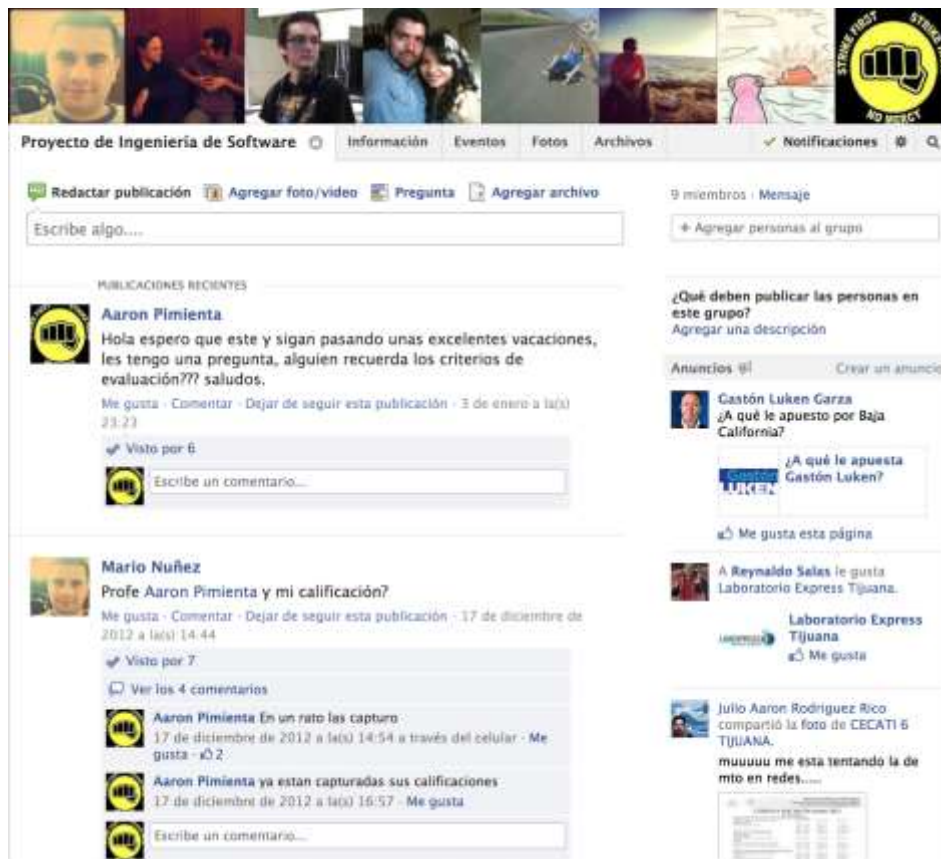 STRIKE FIRST STRIKE
NO MERCY
Proyecto de Ingeniería de Software
Información
Eventos
Fotos
Archivos
Notificaciones
Redactar publicación
Agregar foto/video
Pregunta
Agregar archivo
Escribe algo....
PUBLICACIONES RECIENTES
Aaron Pimienta
Hola espero que este y sigan pasando unas excelentes vacaciones,
les tengo una pregunta, alguien recuerda los criterios de
evaluación??? saludos.
Me gusta · Comentar · Dejar de seguir esta publicación · 3 de enero a la(s)
23:23
Visto por 6
Escribe un comentario...
Mario Nuñez
Profe Aaron Pimienta y mi calificación?
Me gusta · Comentar · Dejar de seguir esta publicación · 17 de diciembre de
2012 a la(s) 14:44
Visto por 7
Ver los 4 comentarios
Aaron Pimienta En un rato las capturo
17 de diciembre de 2012 a la(s) 14:54 a través del celular · Me
gusta · 2
Aaron Pimienta ya estan capturadas sus calificaciones
17 de diciembre de 2012 a la(s) 16:57 · Me gusta
Escribe un comentario...
9 miembros · Mensaje
+ Agregar personas al grupo
¿Qué deben publicar las personas en
este grupo?
Agregar una descripción
Anuncios
Crear un anuncio
Gastón Luken Garza
¿A qué le apuesto por Baja
California?
Gastón
LUKEN
¿A qué le apuesta
Gastón Luken?
Me gusta esta página
A Reynaldo Salas le gusta
Laboratorio Express Tijuana.
Laboratorio Express
Tijuana
Me gusta
Julio Aaron Rodriguez Rico
compartió la foto de CECATI 6
TIJUANA.
muuuuu me esta tentando la de
mto en redes.....